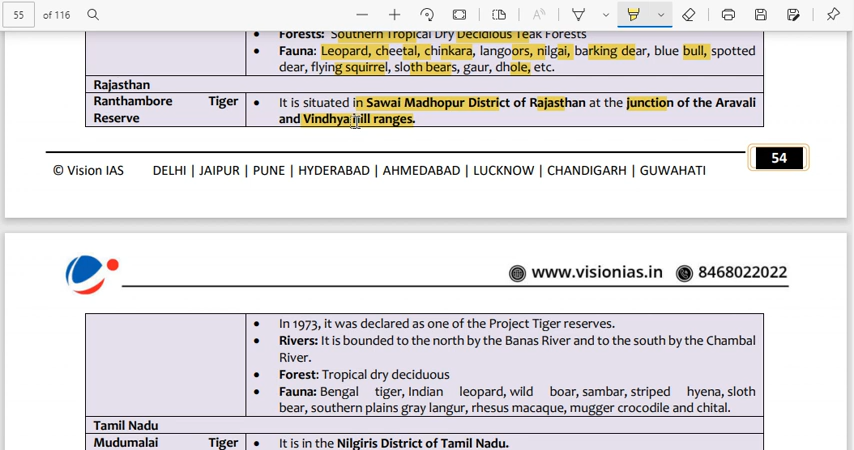 55 of 116
Forests: Southern Tropical Dry Decidious Teak Forests
• Fauna: Leopard, cheetal, chinkara, langoors, nilgai, barking dear, blue bull, spotted
dear, flying squirrel, sloth bears, gaur, dhole, etc.
Rajasthan
Ranthambore Tiger • It is situated in Sawai Madhopur District of Rajasthan at the junction of the Aravali
Reserve and Vindhya hill ranges.
© Vision IAS DELHI | JAIPUR | PUNE | HYDERABAD | AHMEDABAD | LUCKNOW | CHANDIGARH | GUWAHATI 54
www.visionias.in 8468022022
• In 1973, it was declared as one of the Project Tiger reserves.
• Rivers: It is bounded to the north by the Banas River and to the south by the Chambal
River.
• Forest: Tropical dry deciduous
• Fauna: Bengal tiger, Indian leopard, wild boar, sambar, striped hyena, sloth
bear, southern plains gray langur, rhesus macaque, mugger crocodile and chital.
Tamil Nadu
Mudumalai Tiger • It is in the Nilgiris District of Tamil Nadu.